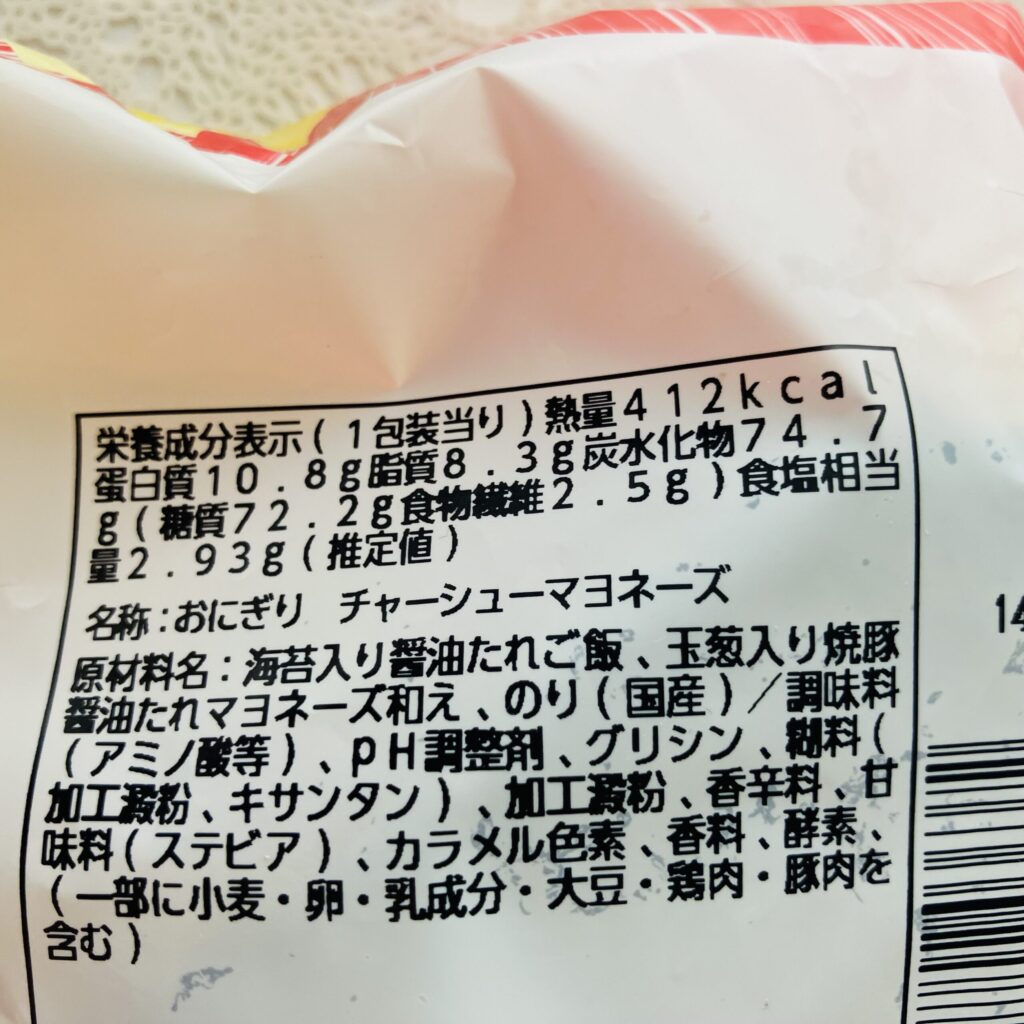 栄養成分表示(1包装当り)熱量412kcal
蛋白質10.8g脂質8.3g炭水化物74.7
g(糖質72.2g食物繊維2.5g)食塩相当
量2.93g(推定値)
名称:おにぎり チャーシューマヨネーズ
原材料名:海苔入り醤油たれご飯、玉葱入り焼豚
醤油たれマヨネーズ和え、のり(国産)/調味料
(アミノ酸等)、pH調整剤、グリシン、糊料(
加工澱粉、キサンタン)、加工澱粉、香辛料、甘
味料(ステビア)、カラメル色素、香料、酵素、
(一部に小麦・卵・乳成分・大豆・鶏肉・豚肉を
含む)
14